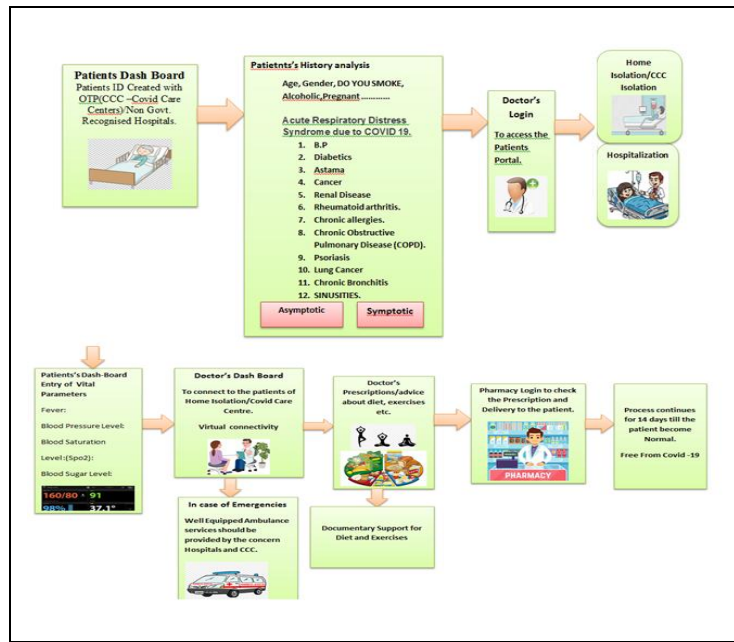 Patients Dash Board
Patients ID Created with
OTP(CCC –Covid Care
Centers)/Non Govt.
Recognised Hospitals.
Patietnts's History analysis
Age, Gender, DO YOU SMOKE,
Alcoholic,Pregnant ............
Acute Respiratory Distress
Syndrome due to COVID 19.
1. B.P
2. Diabetics
3. Astama
4. Cancer
5. Renal Disease
6. Rheumatoid arthritis.
7. Chronic allergies.
8. Chronic Obstructive
Pulmonary Disease (COPD).
9. Psoriasis
10. Lung Cancer
11. Chronic Bronchitis
12. SINUSITIES.
Asymptotic
Symptotic
Doctor's
Login
To access the
Patients
Portal.
Home
Isolation/CCC
Isolation
Hospitalization
Patients's Dash-Board
Entry of Vital
Parameters
Fever:
Blood Pressure Level:
Blood Saturation
Level:(Spo2):
Blood Sugar Level:
160/80 91
98% 37.1°
Doctor's Dash Board
To connect to the patients of
Home Isolation/Covid Care
Centre.
Virtual connectivity
In case of Emergencies
Well Equipped Ambulance
services should be
provided by the concern
Hospitals and CCC.
Doctor's
Prescriptions/advice
about diet, exercises
etc.
Documentary Support for
Diet and Exercises
Pharmacy Login to check
the Prescription and
Delivery to the patient.
PHARMACY
Process continues
for 14 days till the
patient become
Normal.
Free From Covid -19